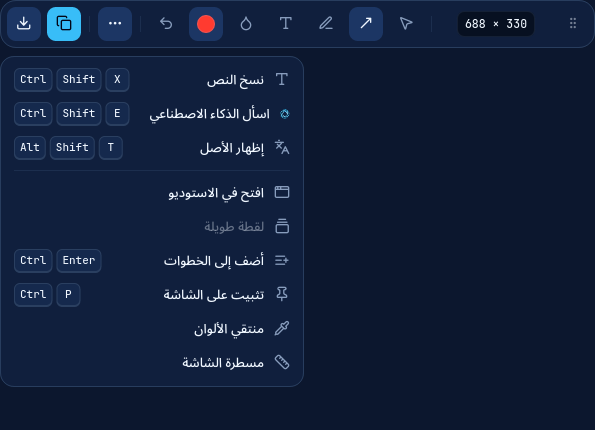 688 × 330
نسخ النص Ctrl Shift X
اسأل الذكاء الاصطناعي Ctrl Shift E
إظهار الأصل Alt Shift T
افتح في الاستوديو
لقطة طويلة
أضف إلى الخطوات Ctrl Enter
تثبيت على الشاشة Ctrl P
منتقي الألوان
مسطرة الشاشة